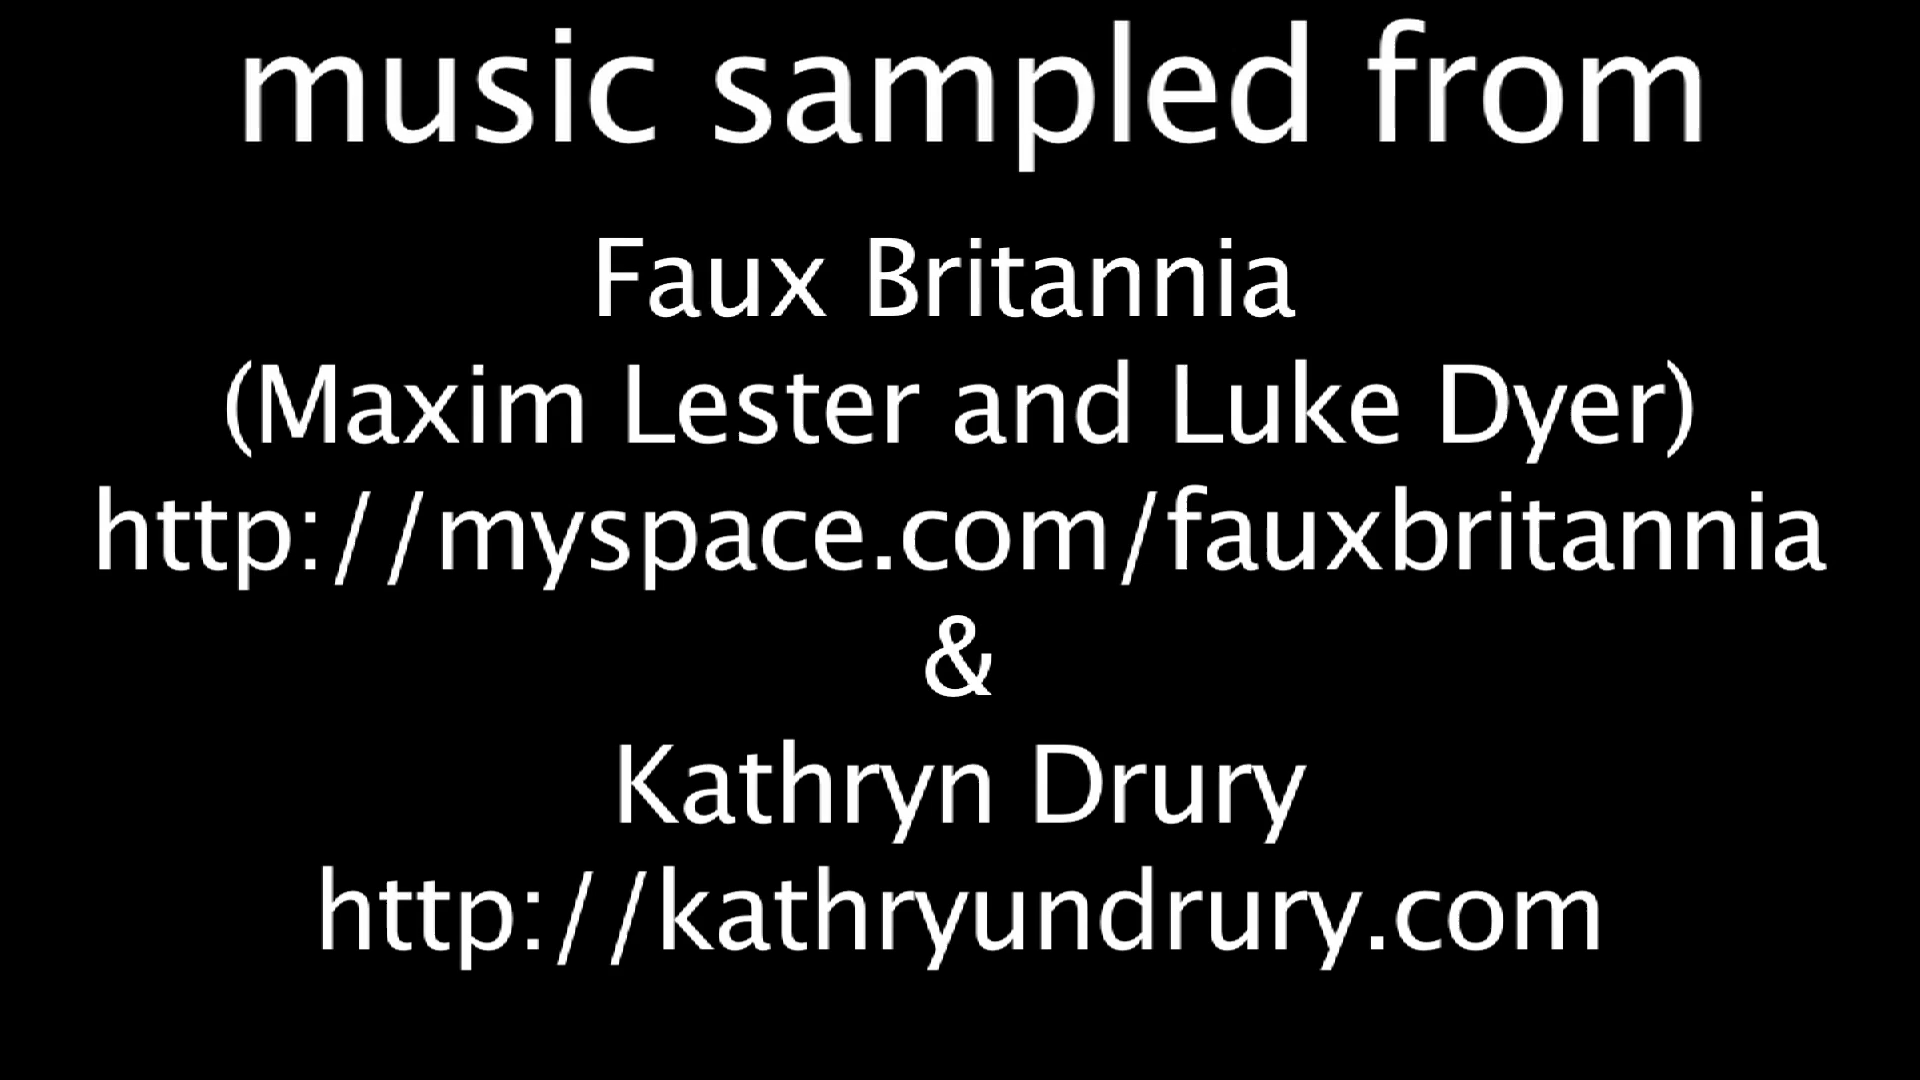 music sampled from
Faux Britannia
(Maxim Lester and Luke Dyer)
http://myspace.com/fauxbritannia
&
Kathryn Drury
http://kathryundrury.com